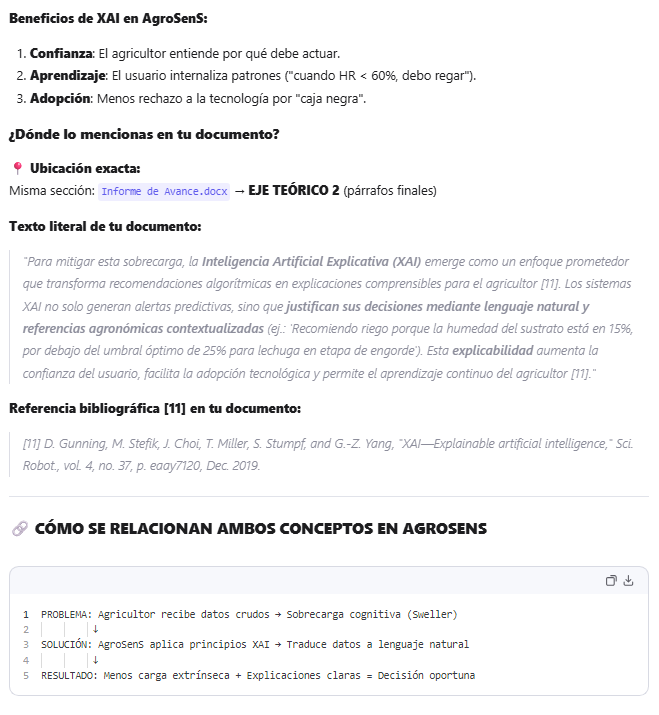 Beneficios de XAI en AgroSenS:
1. Confianza: El agricultor entiende por qué debe actuar.
2. Aprendizaje: El usuario internaliza patrones ("cuando HR < 60%, debo regar").
3. Adopción: Menos rechazo a la tecnología por "caja negra".
¿Dónde lo mencionas en tu documento?
📍 Ubicación exacta:
Misma sección: Informe de Avance.docx → EJE TEÓRICO 2 (párrafos finales)
Texto literal de tu documento:
"Para mitigar esta sobrecarga, la Inteligencia Artificial Explicativa (XAI) emerge como un enfoque prometedor
que transforma recomendaciones algorítmicas en explicaciones comprensibles para el agricultor [11]. Los sistemas
XAI no solo generan alertas predictivas, sino que justifican sus decisiones mediante lenguaje natural y
referencias agronómicas contextualizadas (ej.: 'Recomiendo riego porque la humedad del sustrato está en 15%,
por debajo del umbral óptimo de 25% para lechuga en etapa de engorde'). Esta explicabilidad aumenta la
confianza del usuario, facilita la adopción tecnológica y permite el aprendizaje continuo del agricultor [11]."
Referencia bibliográfica [11] en tu documento:
[11] D. Gunning, M. Stefik, J. Choi, T. Miller, S. Stumpf, and G.-Z. Yang, "XAI—Explainable artificial intelligence," Sci.
Robot., vol. 4, no. 37, p. eaay7120, Dec. 2019.
🔗 CÓMO SE RELACIONAN AMBOS CONCEPTOS EN AGROSENS
1 PROBLEMA: Agricultor recibe datos crudos → Sobrecarga cognitiva (Sweller)
2 ↓
3 SOLUCIÓN: AgroSenS aplica principios XAI → Traduce datos a lenguaje natural
4 ↓
5 RESULTADO: Menos carga extrínseca + Explicaciones claras = Decisión oportuna